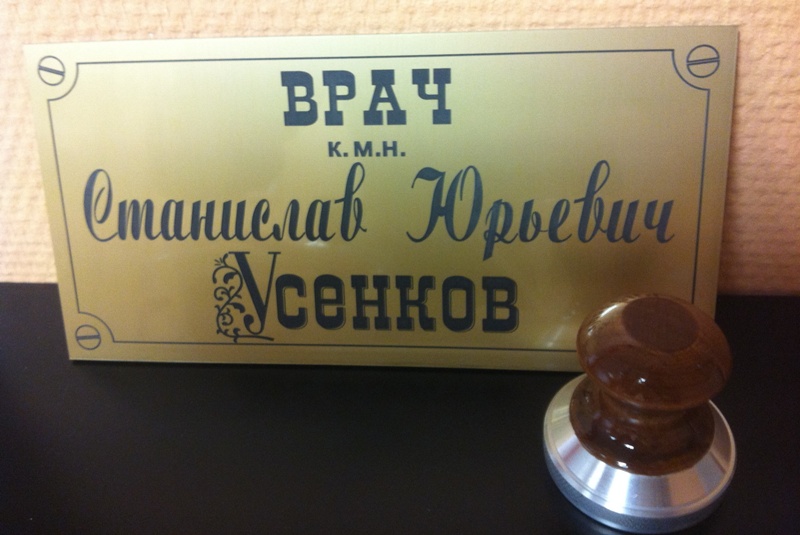 ВРАЧ
К.М.Н.
Станислав Юрьевич
Усенков